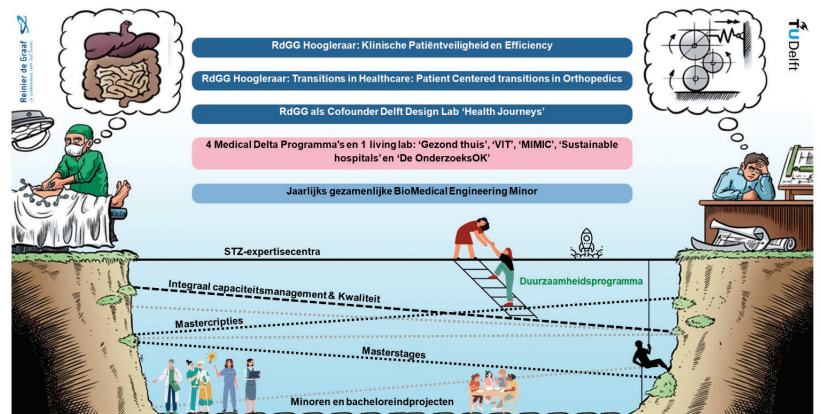 Reinier de Graaf
TU Delft
RdGG Hoogleraar: Klinische Patiëntveiligheid en Efficiency
RdGG Hoogleraar: Transitions in Healthcare: Patient Centered transitions in Orthopedics
RdGG als Cofounder Delft Design Lab 'Health Journeys'
4 Medical Delta Programma's en 1 living lab: 'Gezond thuis', 'VIT', 'MIMIC', 'Sustainable
hospitals' en 'De OnderzoeksOK'
Jaarlijks gezamenlijke BioMedical Engineering Minor
STZ-expertisecentra
Duurzaamheidsprogramma
Integraal capaciteitsmanagement & Kwaliteit
Mastercripties
Masterstages
Minoren en bacheloreindprojecten